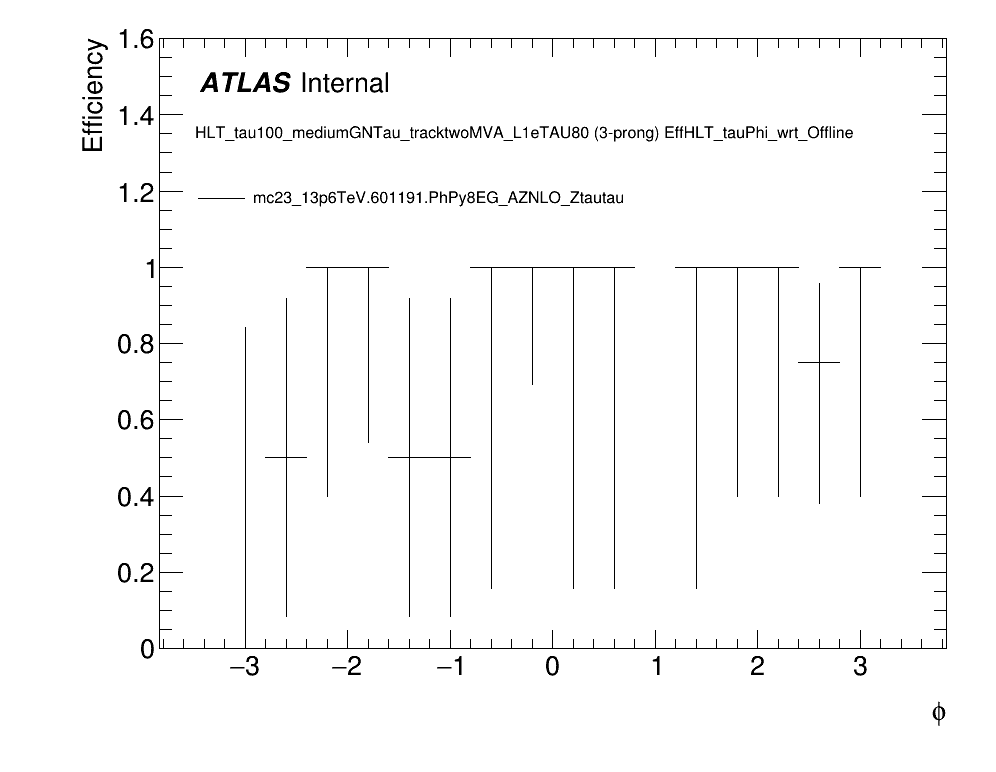 Efficiency
1.6
1.4
1.2
1
0.8
0.6
0.4
0.2
0
ATLAS Internal
HLT_tau100_mediumGNTau_tracktwoMVA_L1eTAU80 (3-prong) EffHLT_tauPhi_wrt_Offline
mc23_13p6TeV.601191.PhPy8EG_AZNLO_Ztautau
−3 −2 −1 0 1 2 3
ϕ